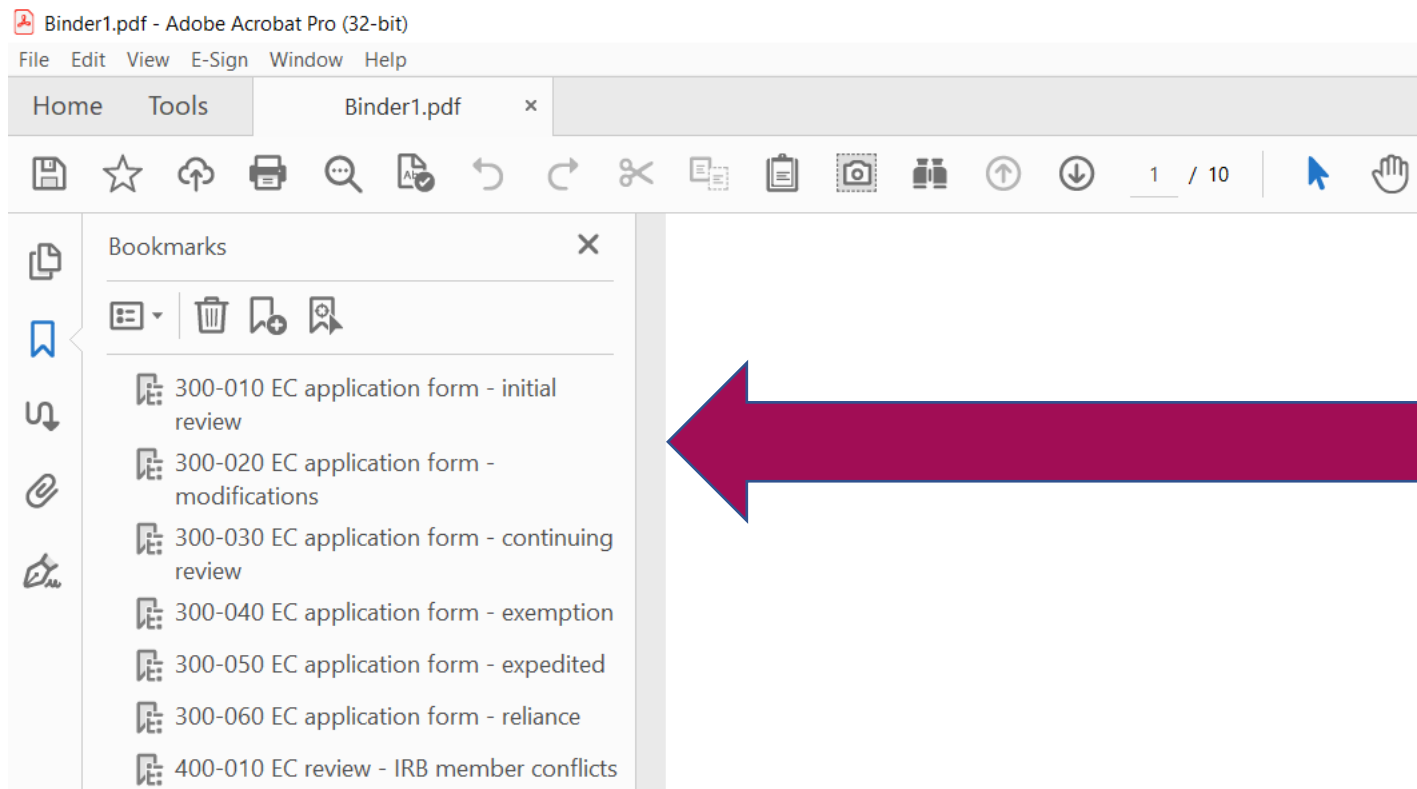 Binder1.pdf - Adobe Acrobat Pro (32-bit)
File Edit View E-Sign Window Help
Home Tools Binder1.pdf ×
1 / 10
Bookmarks
300-010 EC application form - initial
review
300-020 EC application form -
modifications
300-030 EC application form - continuing
review
300-040 EC application form - exemption
300-050 EC application form - expedited
300-060 EC application form - reliance
400-010 EC review - IRB member conflicts